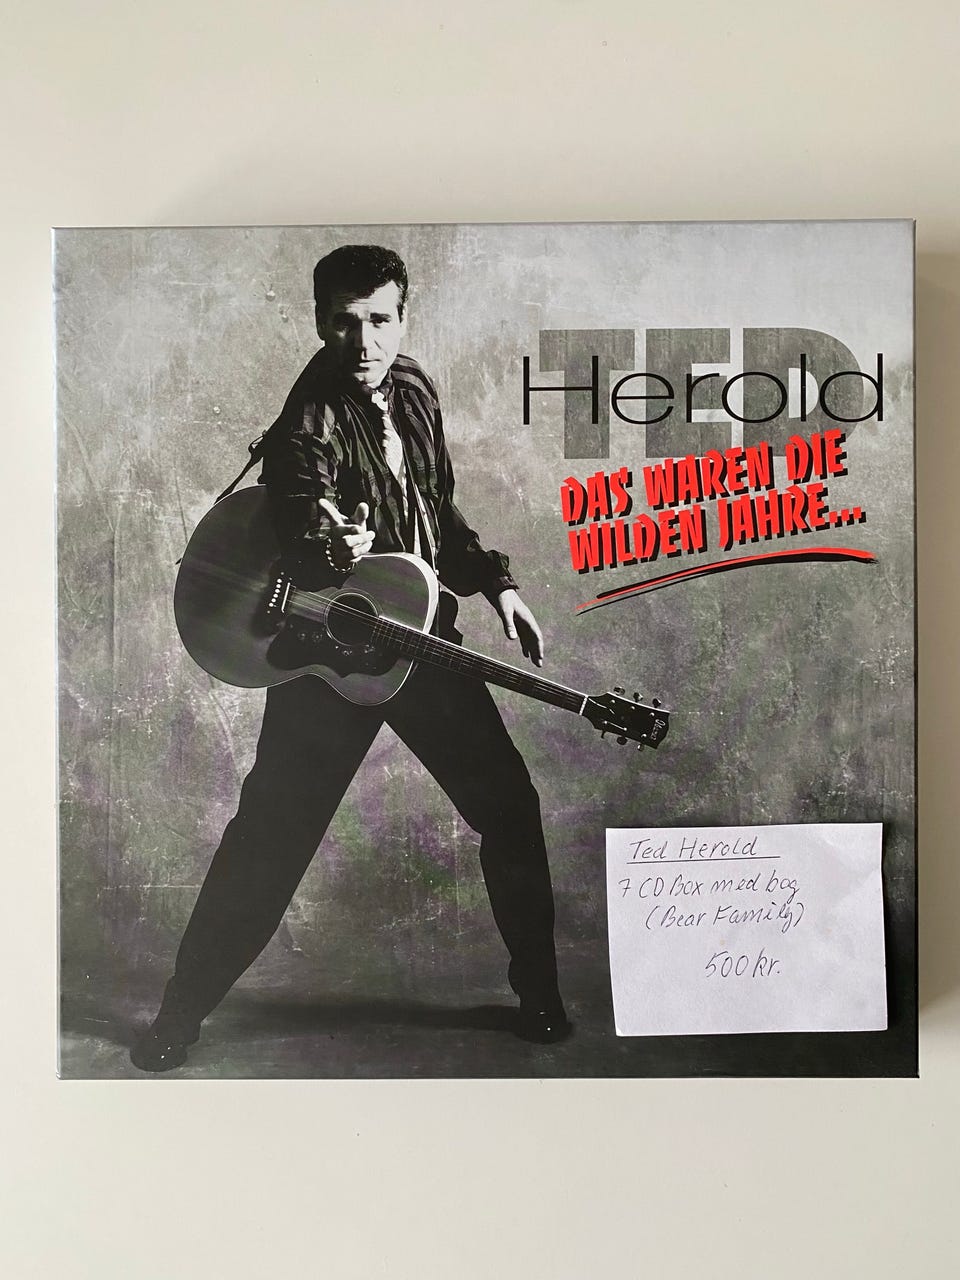 TED
Herold
DAS WAREN DIE
WILDEN JAHRE...
Ted Herold
7 CD Box med bog
(Bear Family)
500 kr.